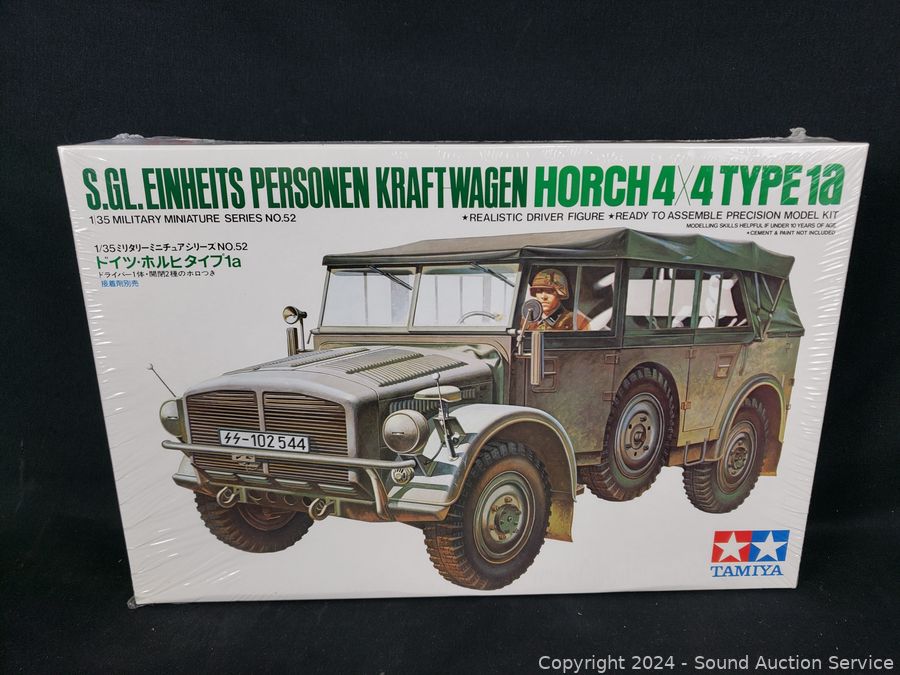 S.GL. EINHEITS PERSONEN KRAFTWAGEN HORCH 4X4 TYPE 1a
1/35 MILITARY MINIATURE SERIES NO.52
★REALISTIC DRIVER FIGURE ★READY TO ASSEMBLE PRECISION MODEL KIT
MODELLING SKILLS HELPFUL IF UNDER 10 YEARS OF AGE.
★CEMENT & PAINT NOT INCLUDED
1/35ミリタリーミニチュアシリーズ NO.52
ドイツ・ホルヒタイプ1a
ドライバー1体・開閉2種のホロつき
接着剤別売
ᛋᛋ-102544
TAMIYA
Copyright 2024 - Sound Auction Service